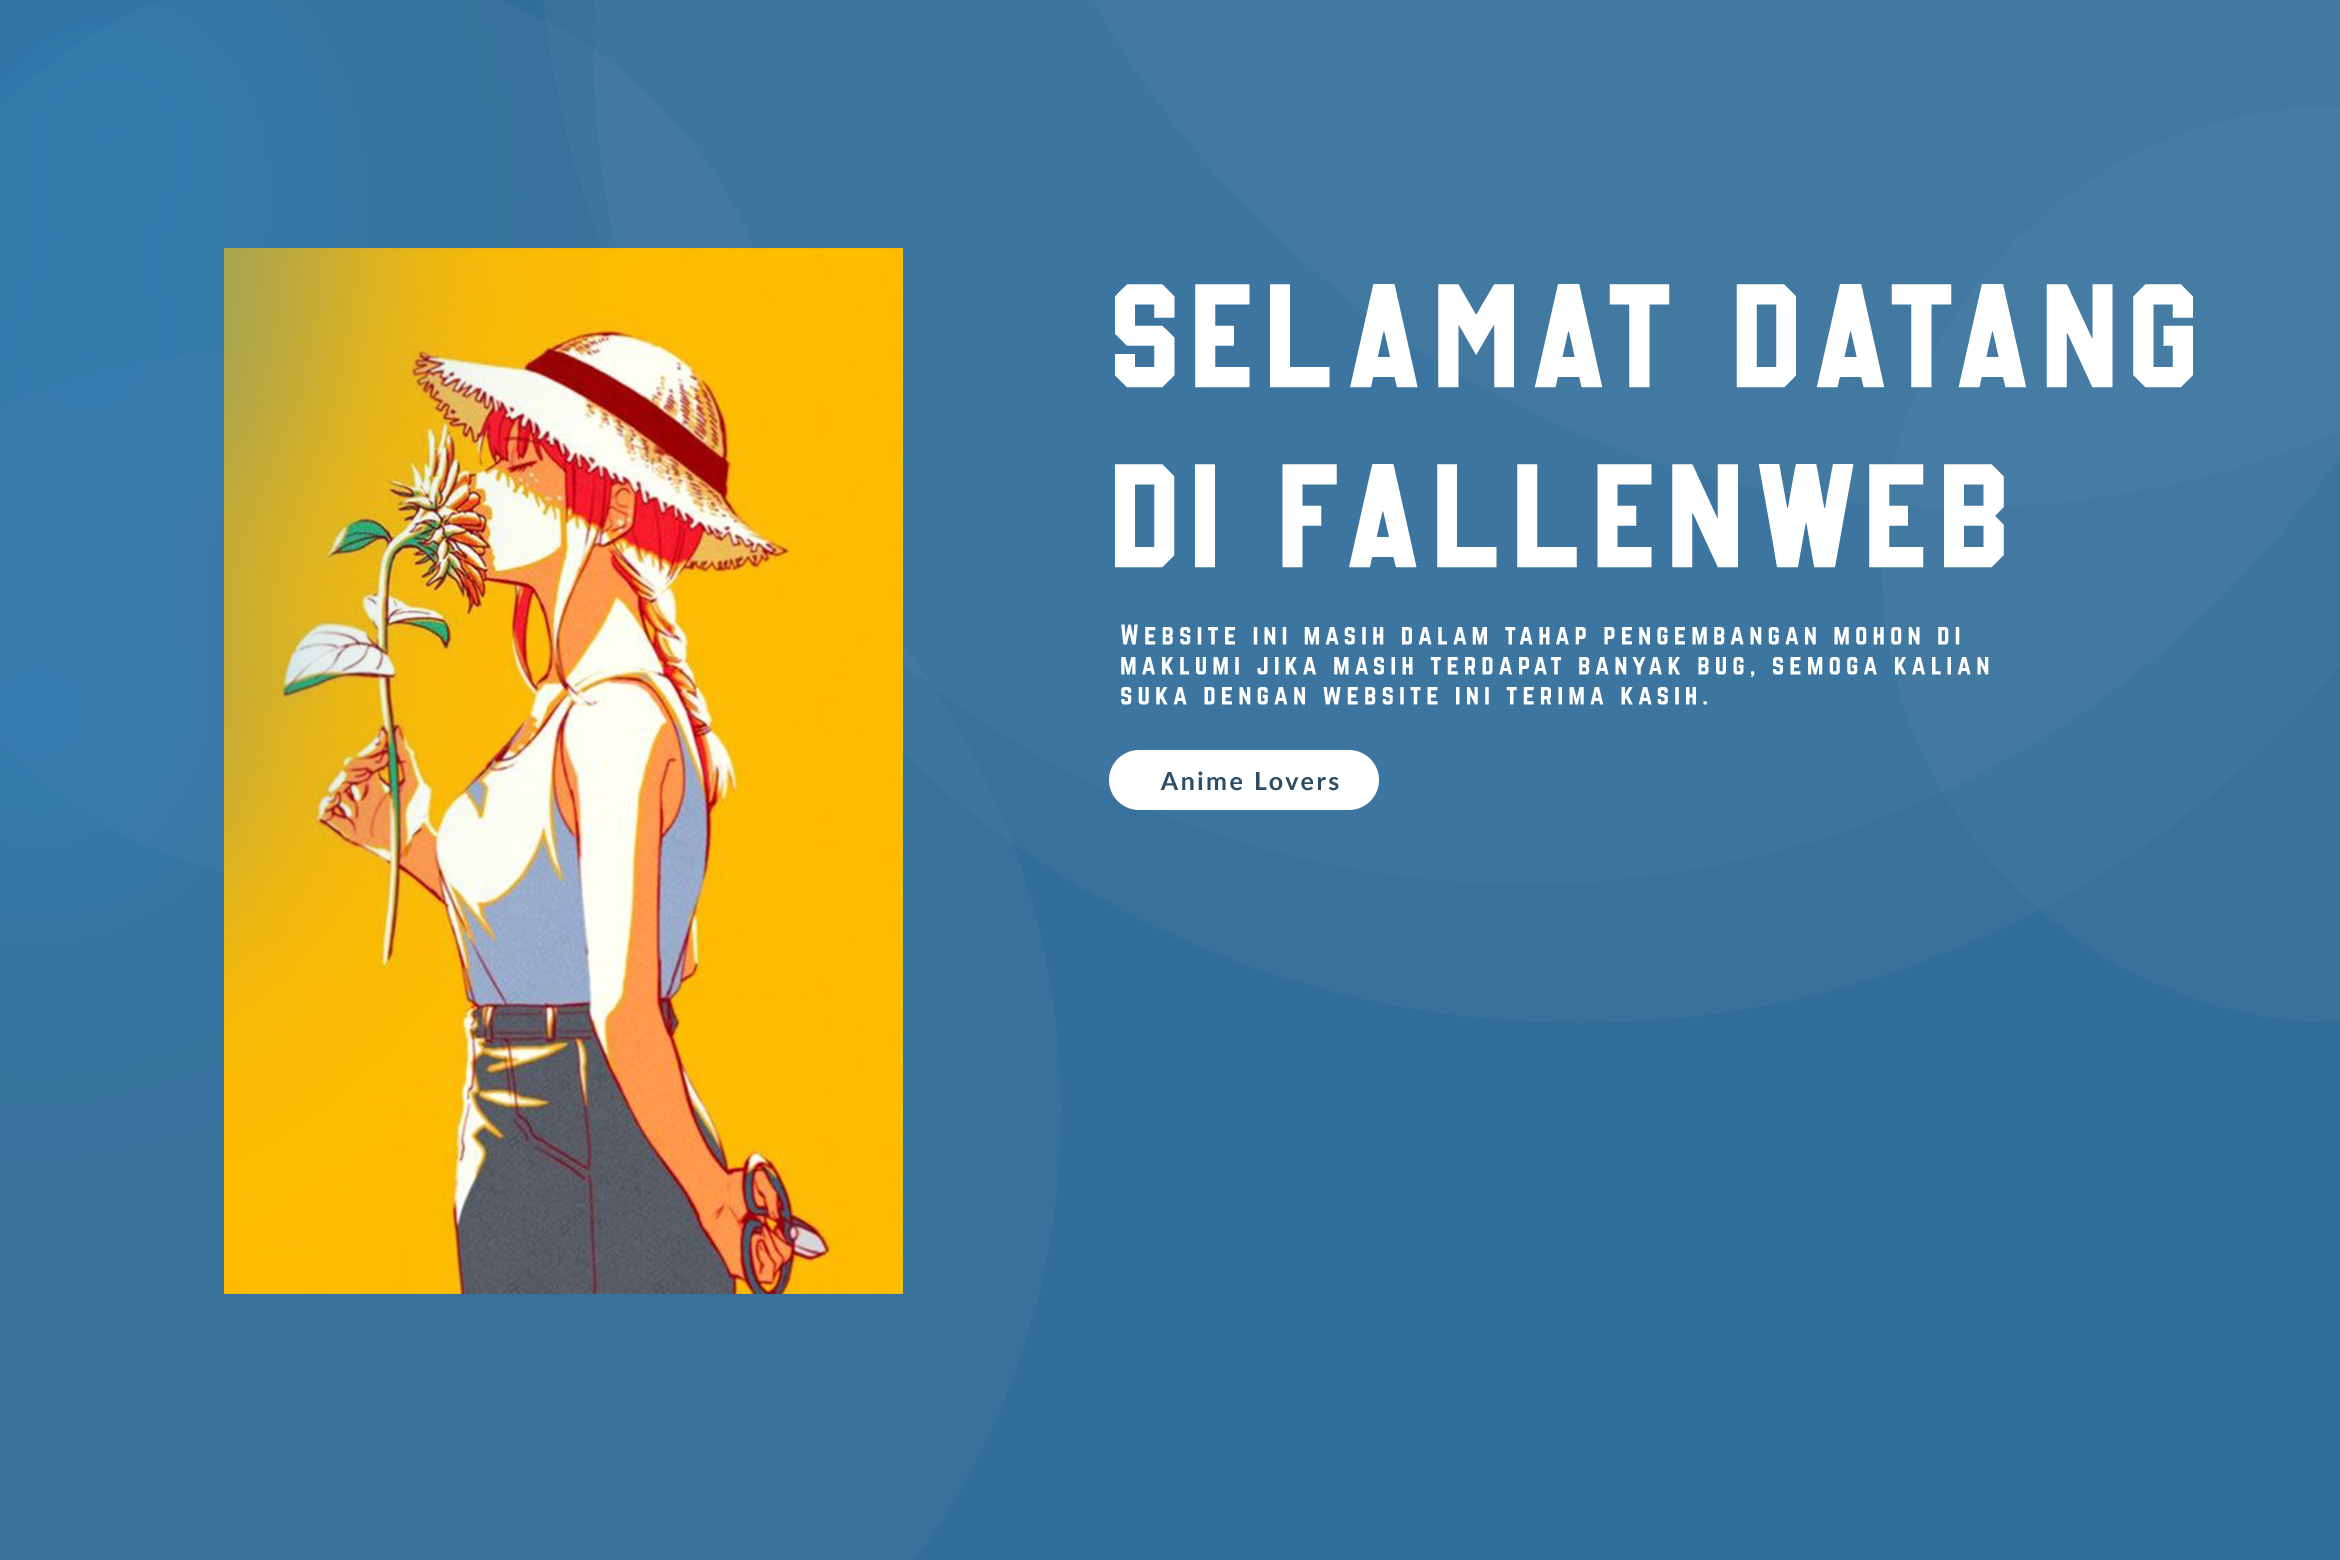 SELAMAT DATANG
DI FALLENWEB
WEBSITE INI MASIH DALAM TAHAP PENGEMBANGAN MOHON DI
MAKLUMI JIKA MASIH TERDAPAT BANYAK BUG, SEMOGA KALIAN
SUKA DENGAN WEBSITE INI TERIMA KASIH.
Anime Lovers